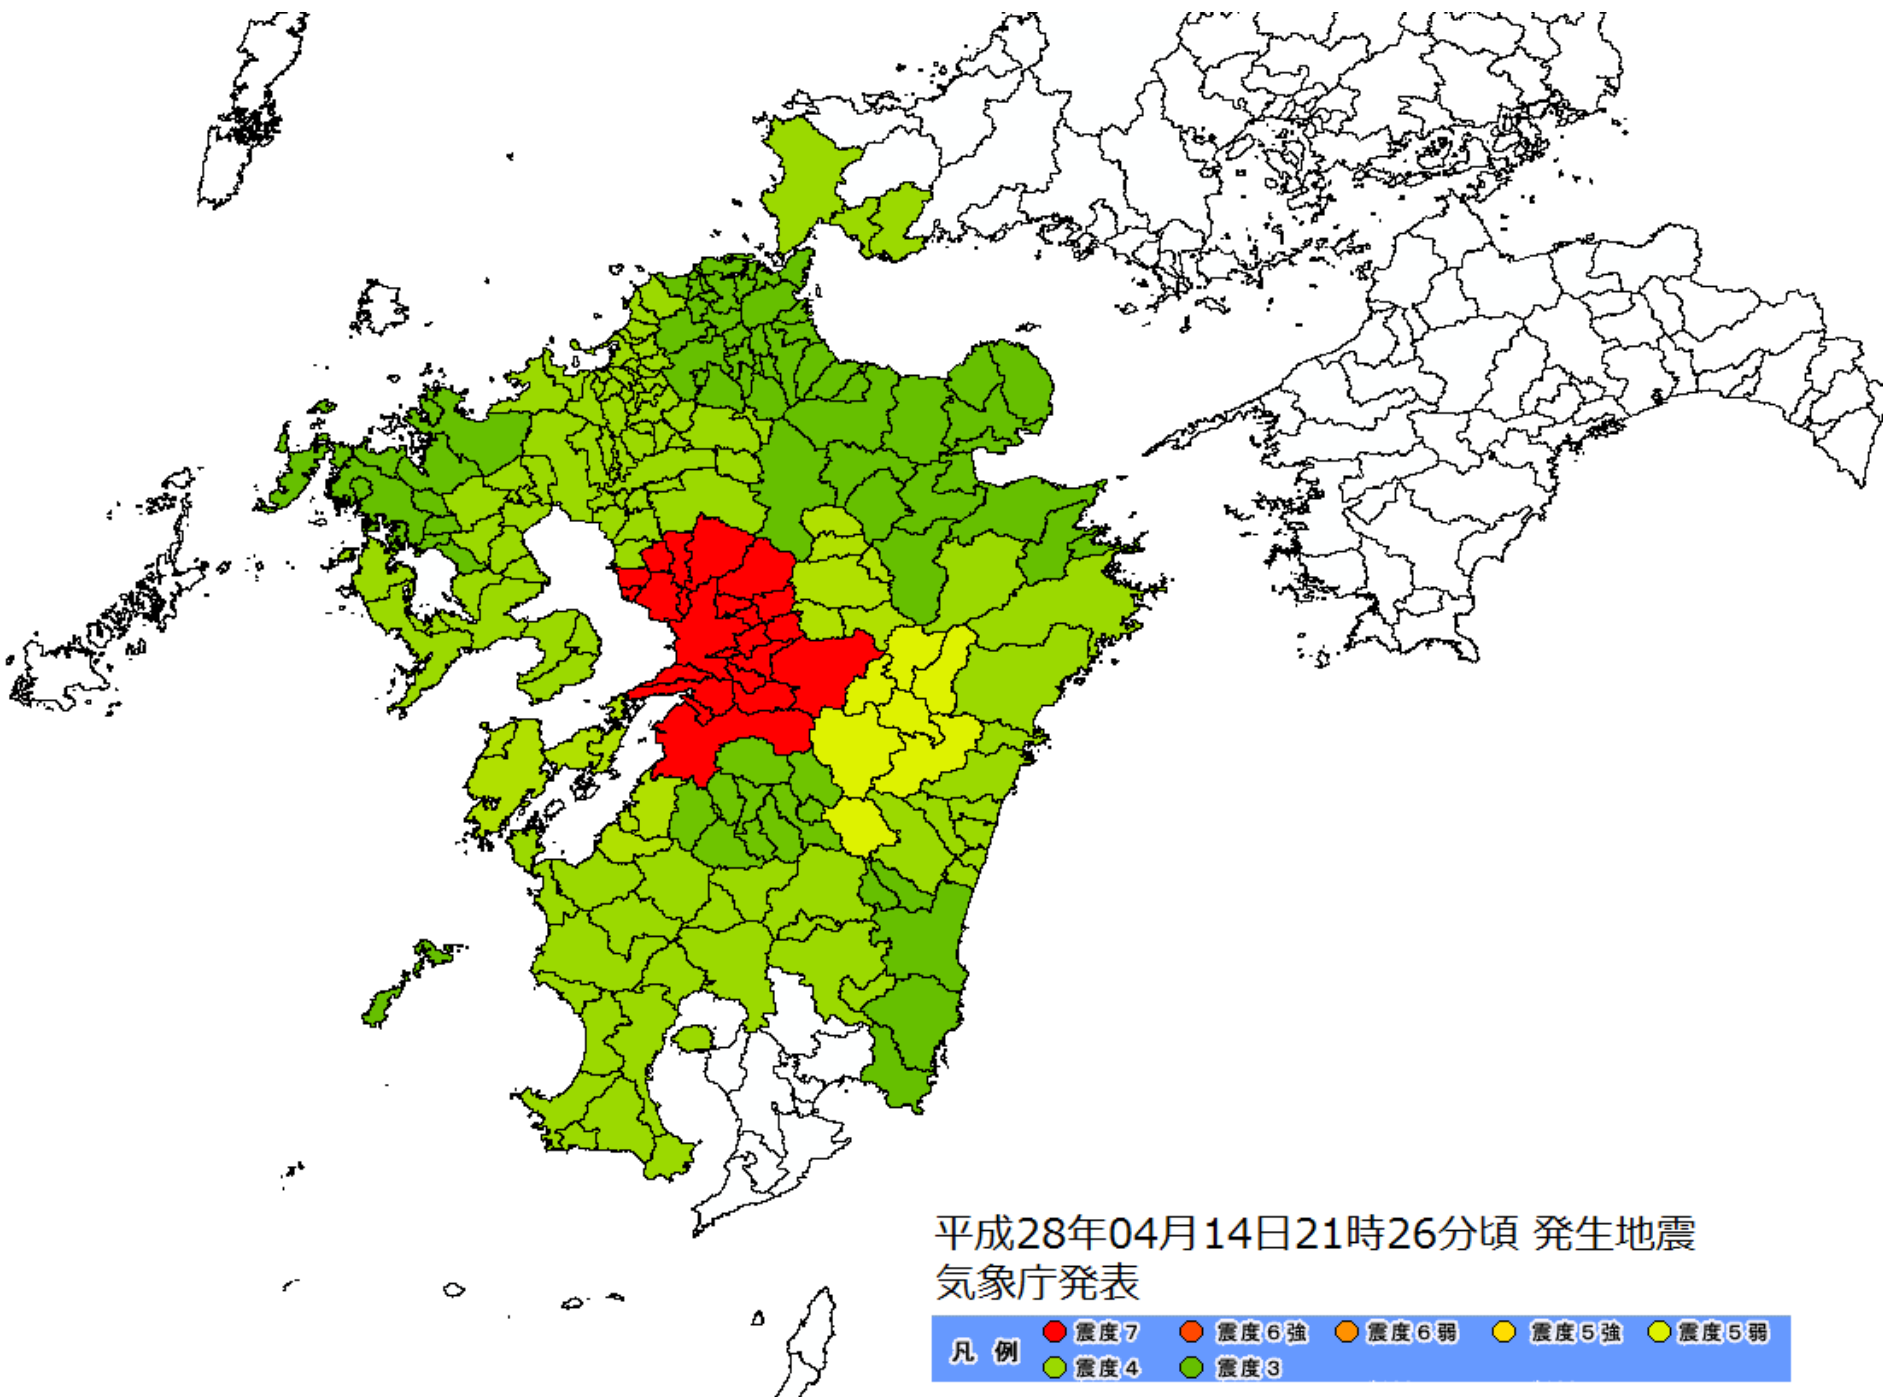 平成28年04月14日21時26分頃 発生地震
気象庁発表
凡 例 震度7 震度6強 震度6弱 震度5強 震度5弱
震度4 震度3